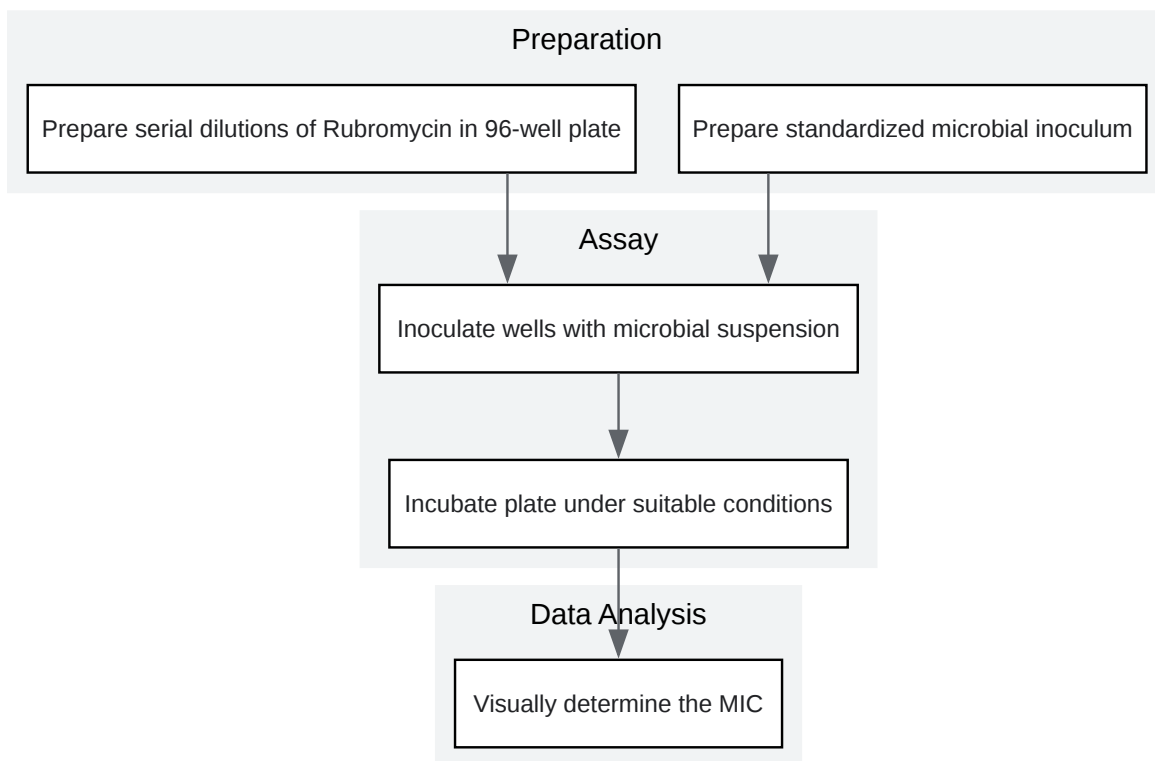 Preparation
Prepare serial dilutions of Rubromycin in 96-well plate
Prepare standardized microbial inoculum
Assay
Inoculate wells with microbial suspension
Incubate plate under suitable conditions
Data Analysis
Visually determine the MIC